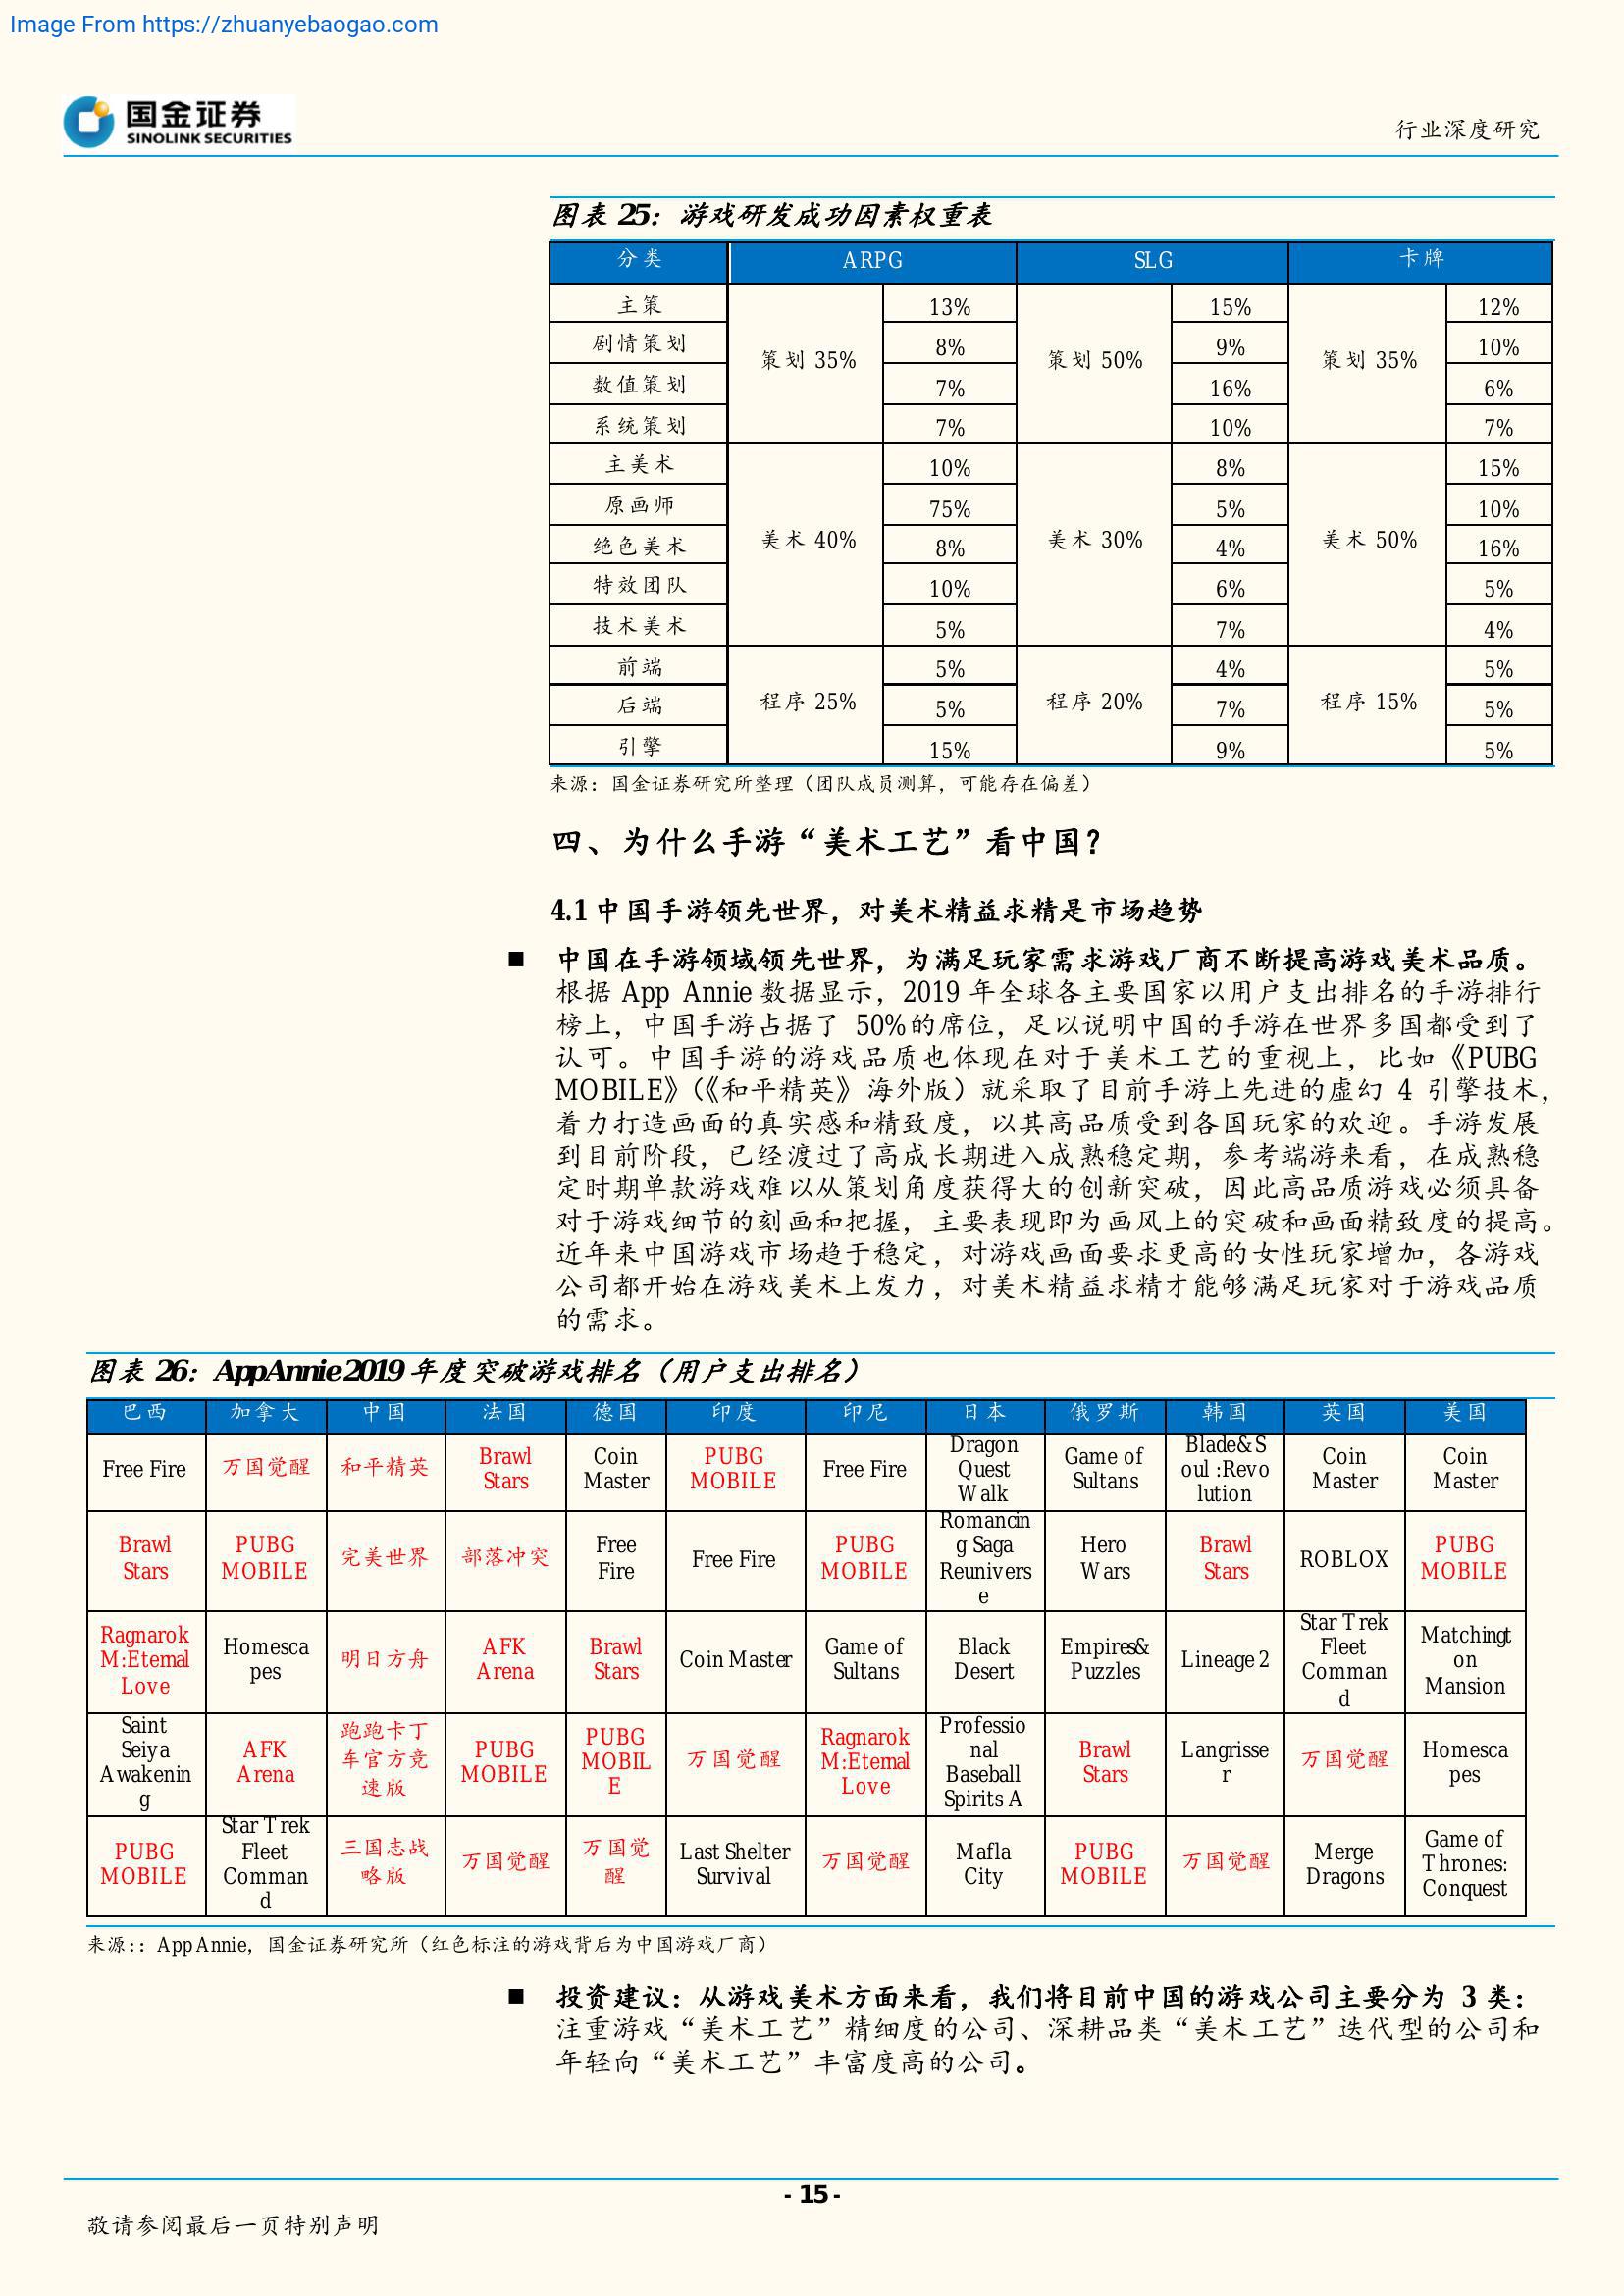 Image From https://zhuanyebaogao.com
国金证券
SINOLINK SECURITIES
行业深度研究
图表 25：游戏研发成功因素权重表
分类 ARPG SLG 卡牌
主策 13% 15% 12%
剧情策划 8% 9% 10%
策划 35% 策划 50% 策划 35%
数值策划 7% 16% 6%
系统策划 7% 10% 7%
主美术 10% 8% 15%
原画师 75% 5% 10%
美术 40% 美术 30% 美术 50%
绝色美术 8% 4% 16%
特效团队 10% 6% 5%
技术美术 5% 7% 4%
前端 5% 4% 5%
程序 25% 程序 20% 程序 15%
后端 5% 7% 5%
引擎 15% 9% 5%
来源：国金证券研究所整理（团队成员测算，可能存在偏差）
四、为什么手游“美术工艺”看中国？
4.1 中国手游领先世界，对美术精益求精是市场趋势
■ 中国在手游领域领先世界，为满足玩家需求游戏厂商不断提高游戏美术品质。
根据 App Annie 数据显示，2019 年全球各主要国家以用户支出排名的手游排行
榜上，中国手游占据了 50%的席位，足以说明中国的手游在世界多国都受到了
认可。中国手游的游戏品质也体现在对于美术工艺的重视上，比如《PUBG
MOBILE》（《和平精英》海外版）就采取了目前手游上先进的虚幻 4 引擎技术，
着力打造画面的真实感和精致度，以其高品质受到各国玩家的欢迎。手游发展
到目前阶段，已经渡过了高成长期进入成熟稳定期，参考端游来看，在成熟稳
定时期单款游戏难以从策划角度获得大的创新突破，因此高品质游戏必须具备
对于游戏细节的刻画和把握，主要表现即为画风上的突破和画面精致度的提高。
近年来中国游戏市场趋于稳定，对游戏画面要求更高的女性玩家增加，各游戏
公司都开始在游戏美术上发力，对美术精益求精才能够满足玩家对于游戏品质
的需求。
图表 26：AppAnnie2019 年度突破游戏排名（用户支出排名）
巴西 加拿大 中国 法国 德国 印度 印尼 日本 俄罗斯 韩国 英国 美国
Free Fire
万国觉醒
和平精英
Brawl
Stars
Coin
Master
PUBG
MOBILE
Free Fire
Dragon
Quest
Walk
Game of
Sultans
Blade&S
oul :Revo
lution
Coin
Master
Coin
Master
Brawl
Stars
PUBG
MOBILE
完美世界
部落冲突
Free
Fire
Free Fire
PUBG
MOBILE
Romancin
g Saga
Reunivers
e
Hero
Wars
Brawl
Stars
ROBLOX
PUBG
MOBILE
Ragnarok
M:Eternal
Love
Homesca
pes
明日方舟
AFK
Arena
Brawl
Stars
Coin Master
Game of
Sultans
Black
Desert
Empires&
Puzzles
Lineage 2
Star Trek
Fleet
Comman
d
Matchingt
on
Mansion
Saint
Seiya
Awakenin
g
AFK
Arena
跑跑卡丁
车官方竞
速版
PUBG
MOBILE
PUBG
MOBIL
E
万国觉醒
Ragnarok
M:Eternal
Love
Professio
nal
Baseball
Spirits A
Brawl
Stars
Langrisse
r
万国觉醒
Homesca
pes
PUBG
MOBILE
Star Trek
Fleet
Comman
d
三国志战
略版
万国觉醒
万国觉
醒
Last Shelter
Survival
万国觉醒
Mafla
City
PUBG
MOBILE
万国觉醒
Merge
Dragons
Game of
Thrones:
Conquest
来源：：App Annie，国金证券研究所（红色标注的游戏背后为中国游戏厂商）
■ 投资建议：从游戏美术方面来看，我们将目前中国的游戏公司主要分为 3 类：
注重游戏“美术工艺”精细度的公司、深耕品类“美术工艺”迭代型的公司和
年轻向“美术工艺”丰富度高的公司。
- 15 -
敬请参阅最后一页特别声明